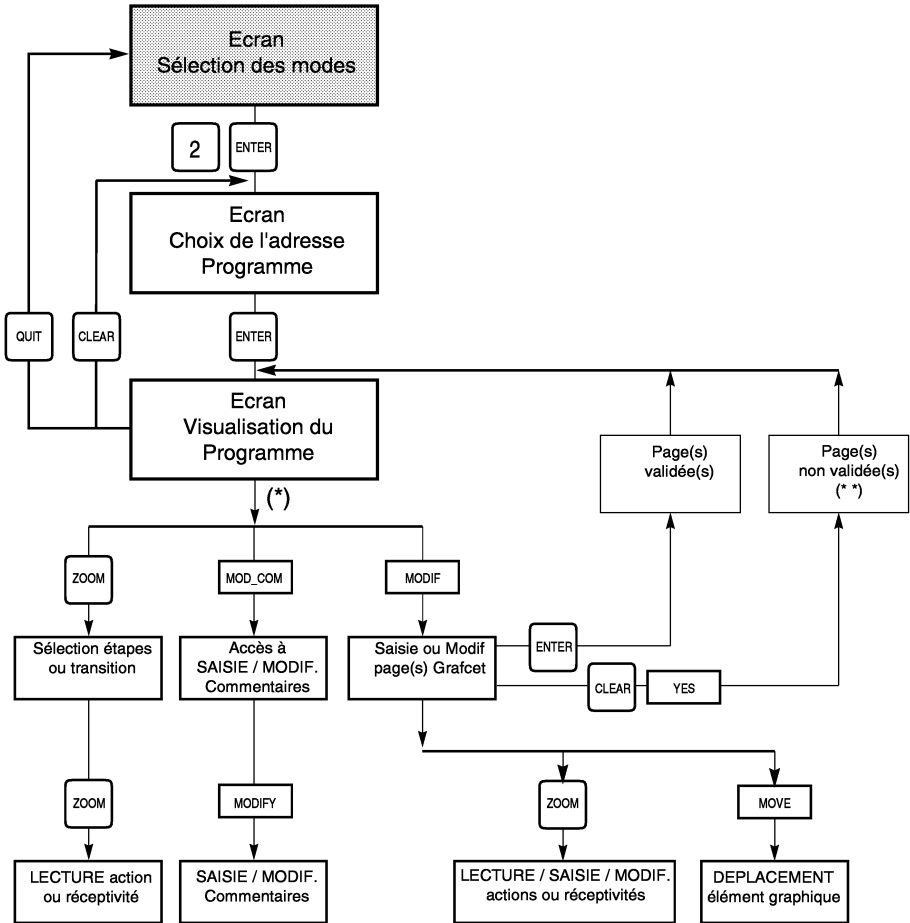 Ecran
Sélection des modes
2
ENTER
Ecran
Choix de l'adresse
Programme
QUIT
CLEAR
ENTER
Ecran
Visualisation du
Programme
Page(s)
validée(s)
Page(s)
non validée(s)
(* *)
(*)
ZOOM
MOD_COM
MODIF
Sélection étapes
ou transition
Accès à
SAISIE / MODIF.
Commentaires
Saisie ou Modif
page(s) Grafcet
ENTER
CLEAR
YES
ZOOM
MODIFY
ZOOM
MOVE
LECTURE action
ou réceptivité
SAISIE / MODIF.
Commentaires
LECTURE / SAISIE / MODIF.
actions ou réceptivités
DEPLACEMENT
élément graphique